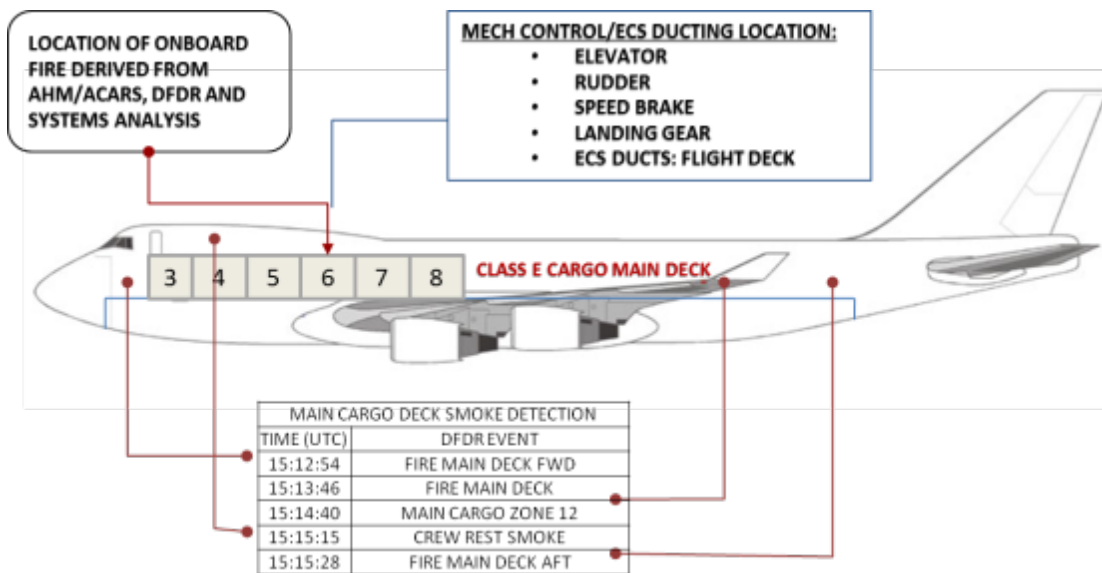 LOCATION OF ONBOARD
FIRE DERIVED FROM
AHM/ACARS, DFDR AND
SYSTEMS ANALYSIS
MECH CONTROL/ECS DUCTING LOCATION:
• ELEVATOR
• RUDDER
• SPEED BRAKE
• LANDING GEAR
• ECS DUCTS: FLIGHT DECK
3 4 5 6 7 8
CLASS E CARGO MAIN DECK
MAIN CARGO DECK SMOKE DETECTION
TIME (UTC) DFDR EVENT
15:12:54 FIRE MAIN DECK FWD
15:13:46 FIRE MAIN DECK
15:14:40 MAIN CARGO ZONE 12
15:15:15 CREW REST SMOKE
15:15:28 FIRE MAIN DECK AFT